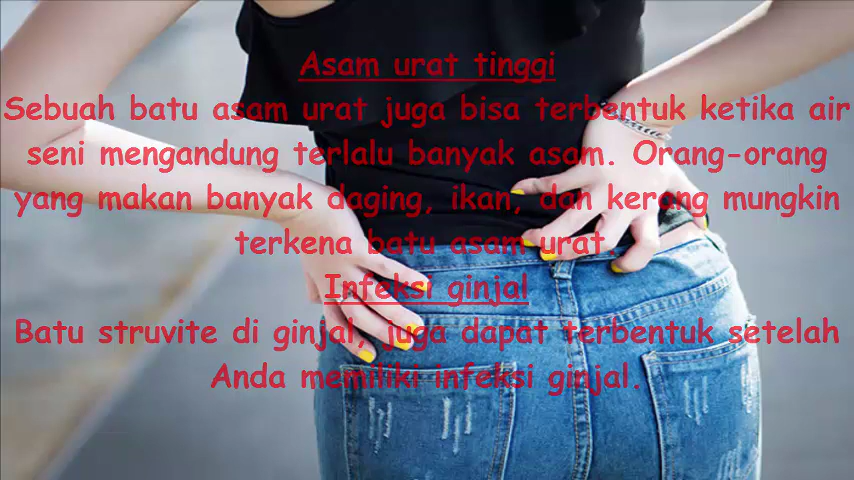 Asam urat tinggi
Sebuah batu asam urat juga bisa terbentuk ketika air
seni mengandung terlalu banyak asam. Orang-orang
yang makan banyak daging, ikan, dan kerang mungkin
terkena batu asam urat.
Infeksi ginjal
Batu struvite di ginjal, juga dapat terbentuk setelah
Anda memiliki infeksi ginjal.